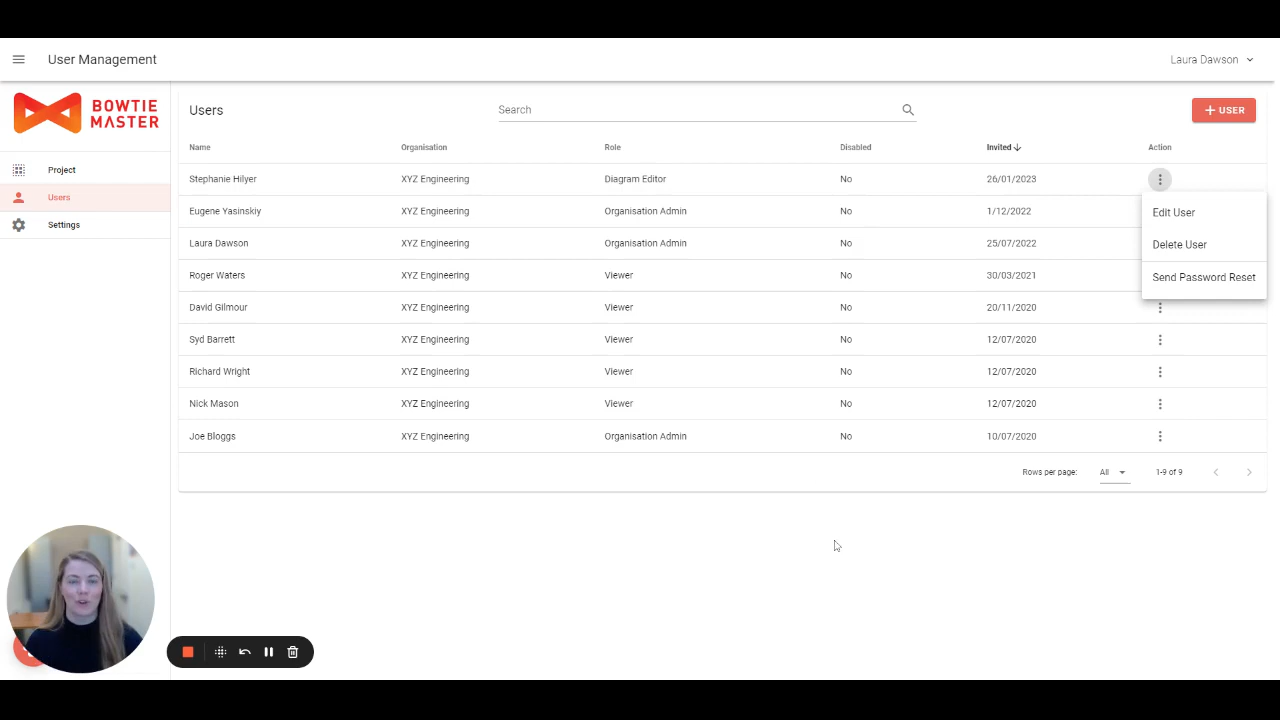 User Management
Laura Dawson
BOWTIE
MASTER
Project
Users
Settings
Users
Search
+ USER
Name Organisation Role Disabled Invited Action
Stephanie Hilyer XYZ Engineering Diagram Editor No 26/01/2023
Eugene Yasinskiy XYZ Engineering Organisation Admin No 1/12/2022
Laura Dawson XYZ Engineering Organisation Admin No 25/07/2022
Roger Waters XYZ Engineering Viewer No 30/03/2021
David Gilmour XYZ Engineering Viewer No 20/11/2020
Syd Barrett XYZ Engineering Viewer No 12/07/2020
Richard Wright XYZ Engineering Viewer No 12/07/2020
Nick Mason XYZ Engineering Viewer No 12/07/2020
Joe Bloggs XYZ Engineering Organisation Admin No 10/07/2020
Edit User
Delete User
Send Password Reset
Rows per page: All 1-9 of 9